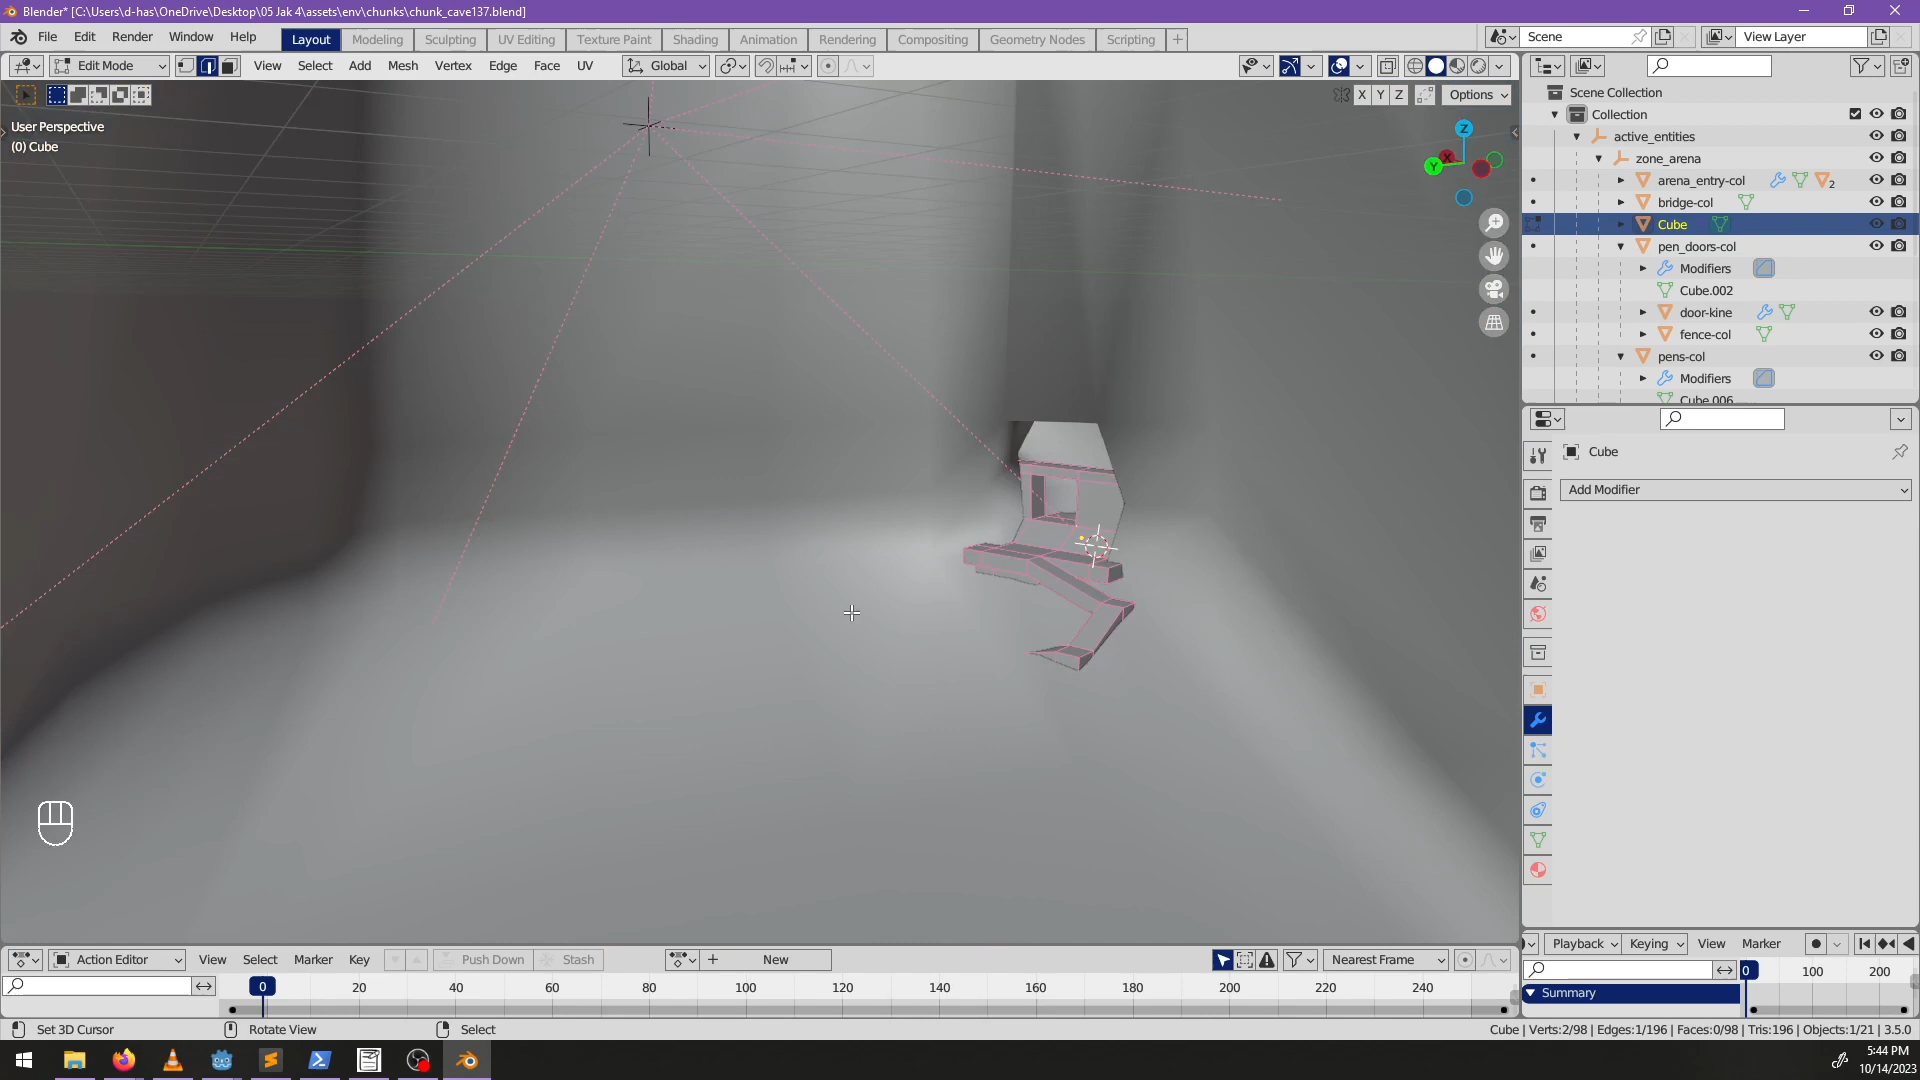 Blender* [C:\Users\d-has\OneDrive\Desktop\05 Jak 4\assets\env\chunks\chunk_cave137.blend]
File Edit Render Window Help Layout Modeling Sculpting UV Editing Texture Paint Shading Animation Rendering Compositing Geometry Nodes Scripting + Scene View Layer
Edit Mode View Select Add Mesh Vertex Edge Face UV Global
X Y Z Options
User Perspective
(0) Cube
Z
X
Y
Scene Collection
Collection
active_entities
zone_arena
arena_entry-col 2
bridge-col
Cube
pen_doors-col
Modifiers
Cube.002
door-kine
fence-col
pens-col
Modifiers
Cube.006
Cube
Add Modifier
Action Editor View Select Marker Key Push Down Stash + New Nearest Frame
0 20 40 60 80 100 120 140 160 180 200 220 240
Playback Keying View Marker
0 100 200
Summary
Set 3D Cursor Rotate View Select
Cube | Verts:2/98 | Edges:1/196 | Faces:0/98 | Tris:196 | Objects:1/21 | 3.5.0
5:44 PM
10/14/2023